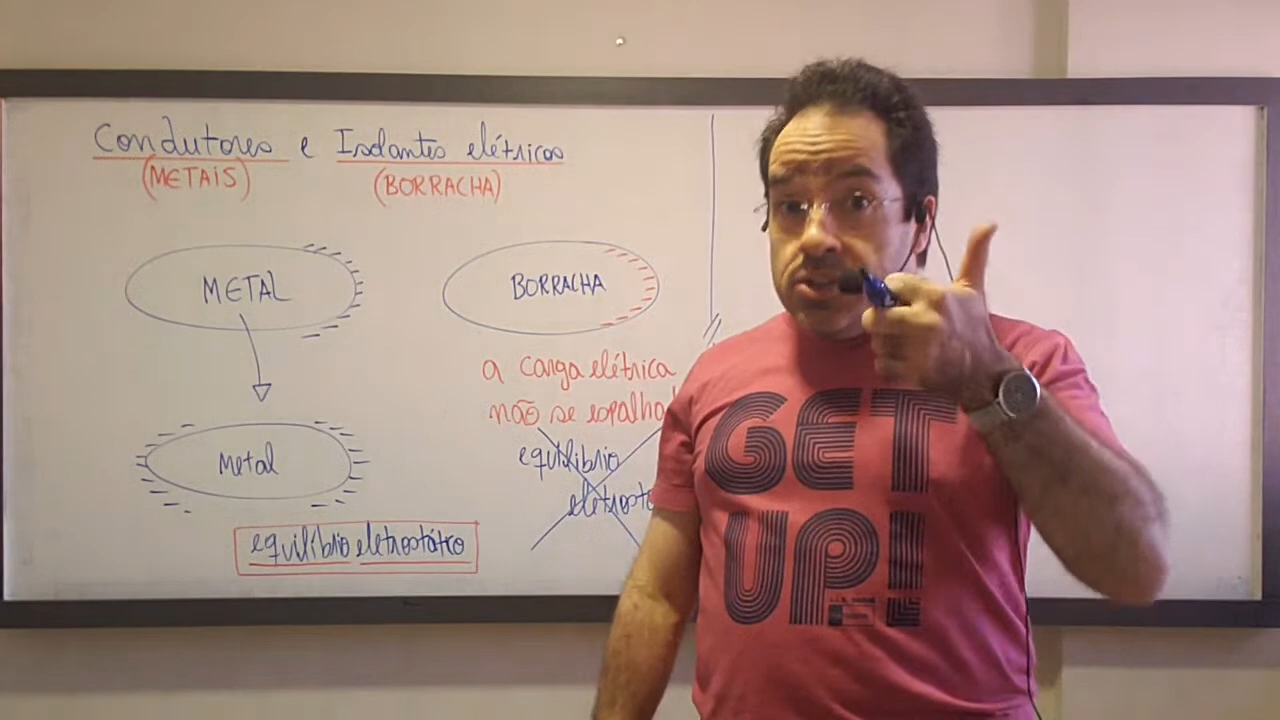 Condutores e Isolantes elétricos
(METAIS) (BORRACHA)
METAL
BORRACHA
a carga elétrica
não se espalha
equilíbrio
Metal
equilíbrio eletrostático
GET
UP!